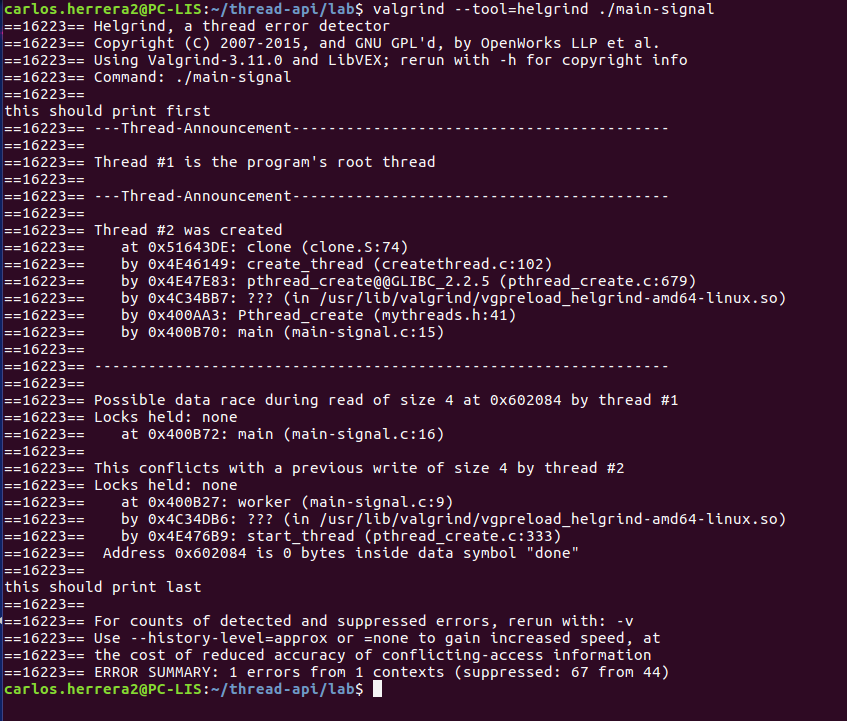 carlos.herrera2@PC-LIS:~/thread-api/lab$ valgrind --tool=helgrind ./main-signal
==16223== Helgrind, a thread error detector
==16223== Copyright (C) 2007-2015, and GNU GPL'd, by OpenWorks LLP et al.
==16223== Using Valgrind-3.11.0 and LibVEX; rerun with -h for copyright info
==16223== Command: ./main-signal
==16223==
this should print first
==16223== ---Thread-Announcement------------------------------------------
==16223==
==16223== Thread #1 is the program's root thread
==16223==
==16223== ---Thread-Announcement------------------------------------------
==16223==
==16223== Thread #2 was created
==16223==    at 0x51643DE: clone (clone.S:74)
==16223==    by 0x4E46149: create_thread (createthread.c:102)
==16223==    by 0x4E47E83: pthread_create@@GLIBC_2.2.5 (pthread_create.c:679)
==16223==    by 0x4C34BB7: ??? (in /usr/lib/valgrind/vgpreload_helgrind-amd64-linux.so)
==16223==    by 0x400AA3: Pthread_create (mythreads.h:41)
==16223==    by 0x400B70: main (main-signal.c:15)
==16223==
==16223== ----------------------------------------------------------------
==16223==
==16223== Possible data race during read of size 4 at 0x602084 by thread #1
==16223== Locks held: none
==16223==    at 0x400B72: main (main-signal.c:16)
==16223==
==16223== This conflicts with a previous write of size 4 by thread #2
==16223== Locks held: none
==16223==    at 0x400B27: worker (main-signal.c:9)
==16223==    by 0x4C34DB6: ??? (in /usr/lib/valgrind/vgpreload_helgrind-amd64-linux.so)
==16223==    by 0x4E476B9: start_thread (pthread_create.c:333)
==16223==  Address 0x602084 is 0 bytes inside data symbol "done"
==16223==
this should print last
==16223==
==16223== For counts of detected and suppressed errors, rerun with: -v
==16223== Use --history-level=approx or =none to gain increased speed, at
==16223== the cost of reduced accuracy of conflicting-access information
==16223== ERROR SUMMARY: 1 errors from 1 contexts (suppressed: 67 from 44)
carlos.herrera2@PC-LIS:~/thread-api/lab$